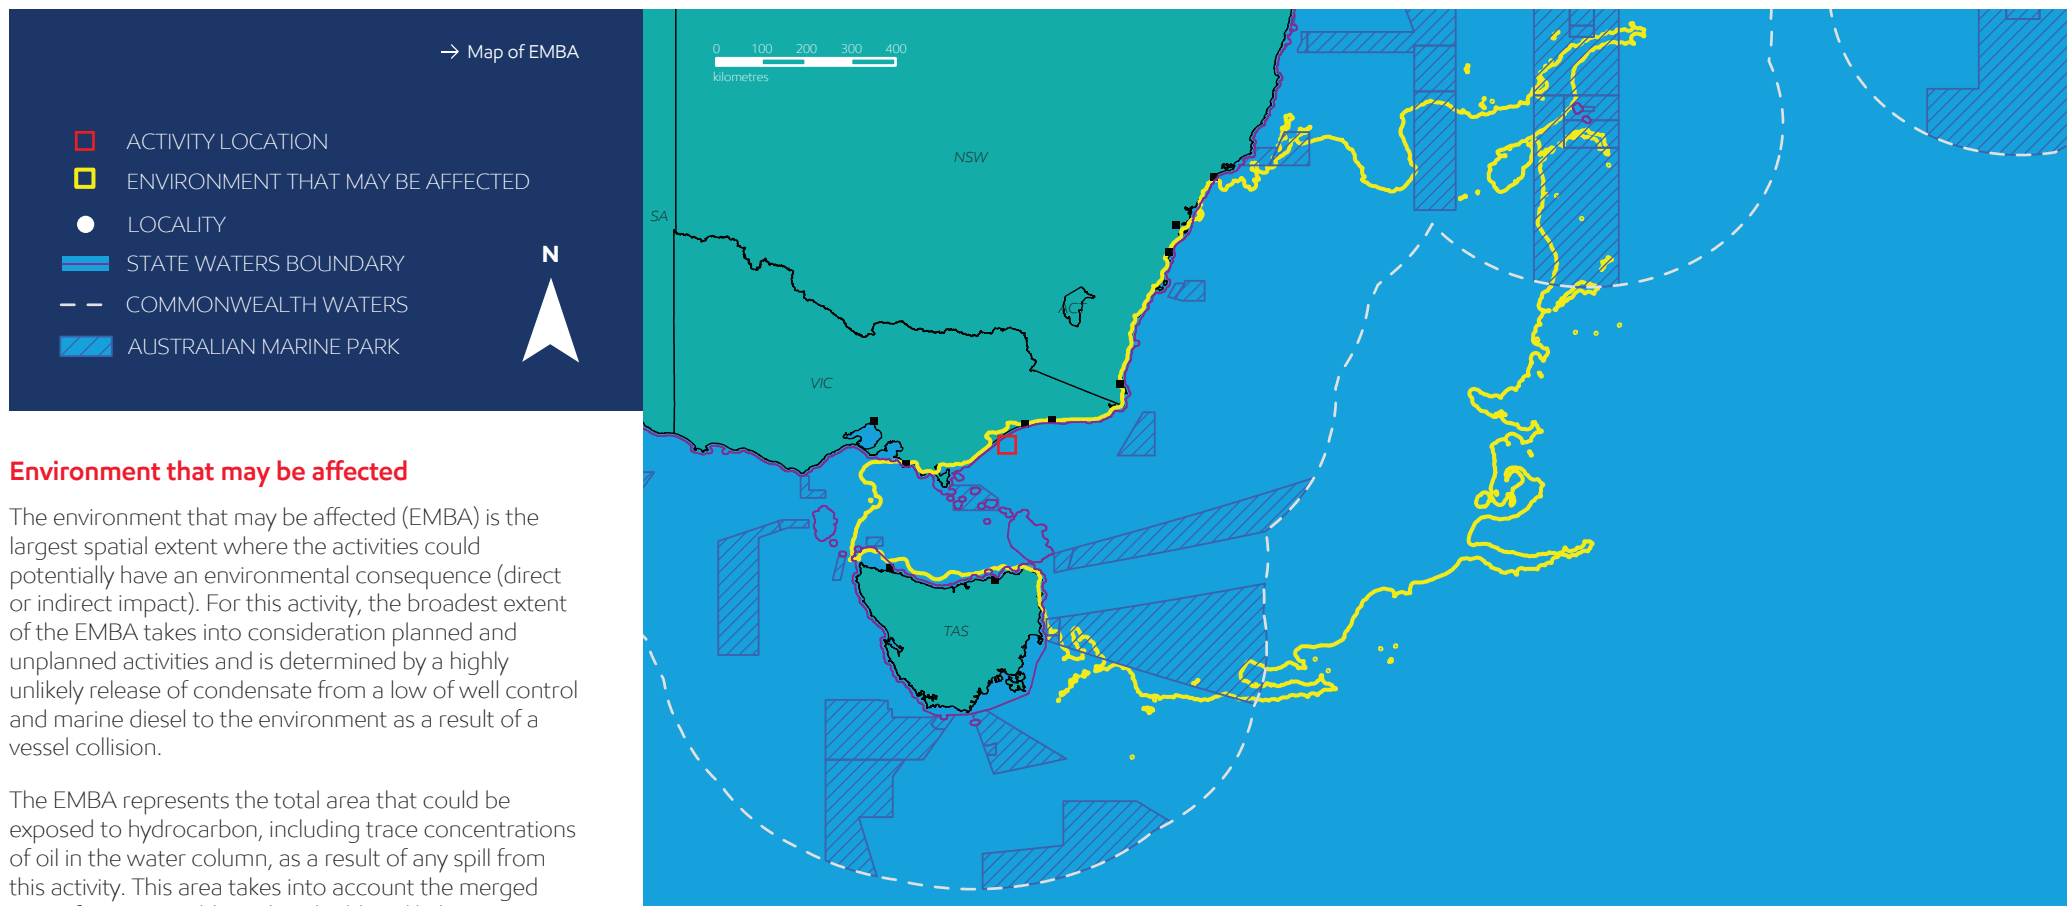 → Map of EMBA
ACTIVITY LOCATION
ENVIRONMENT THAT MAY BE AFFECTED
LOCALITY
STATE WATERS BOUNDARY
COMMONWEALTH WATERS
AUSTRALIAN MARINE PARK
N
Environment that may be affected
The environment that may be affected (EMBA) is the
largest spatial extent where the activities could
potentially have an environmental consequence (direct
or indirect impact). For this activity, the broadest extent
of the EMBA takes into consideration planned and
unplanned activities and is determined by a highly
unlikely release of condensate from a low of well control
and marine diesel to the environment as a result of a
vessel collision.
The EMBA represents the total area that could be
exposed to hydrocarbon, including trace concentrations
of oil in the water column, as a result of any spill from
this activity. This area takes into account the merged
0 100 200 300 400
kilometres
NSW
SA
ACT
VIC
TAS